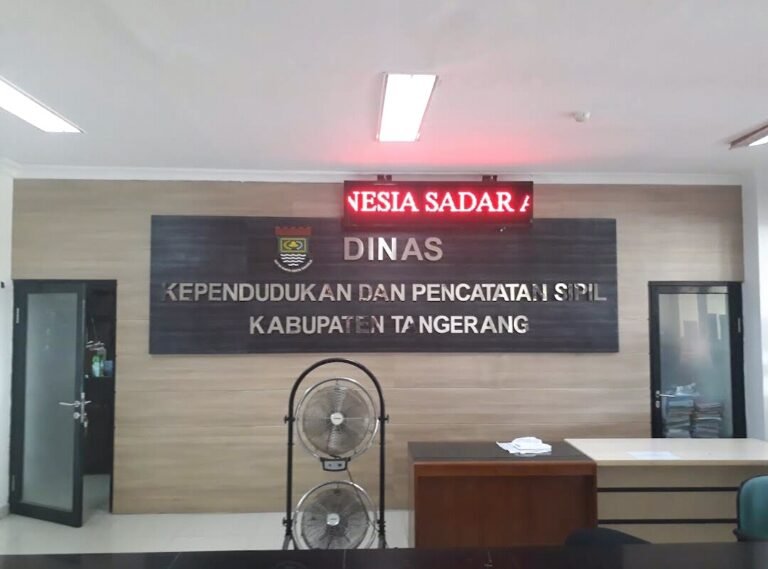 NESIA SADAR A
DINAS
KEPENDUDUKAN DAN PENCATATAN SIPIL
KABUPATEN TANGERANG